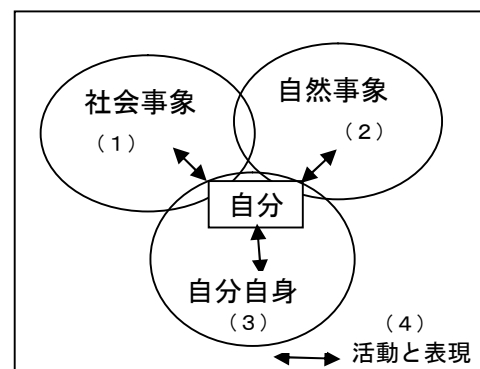 社会事象
（１）
自然事象
（２）
自分
自分自身
（３）
（４）
活動と表現